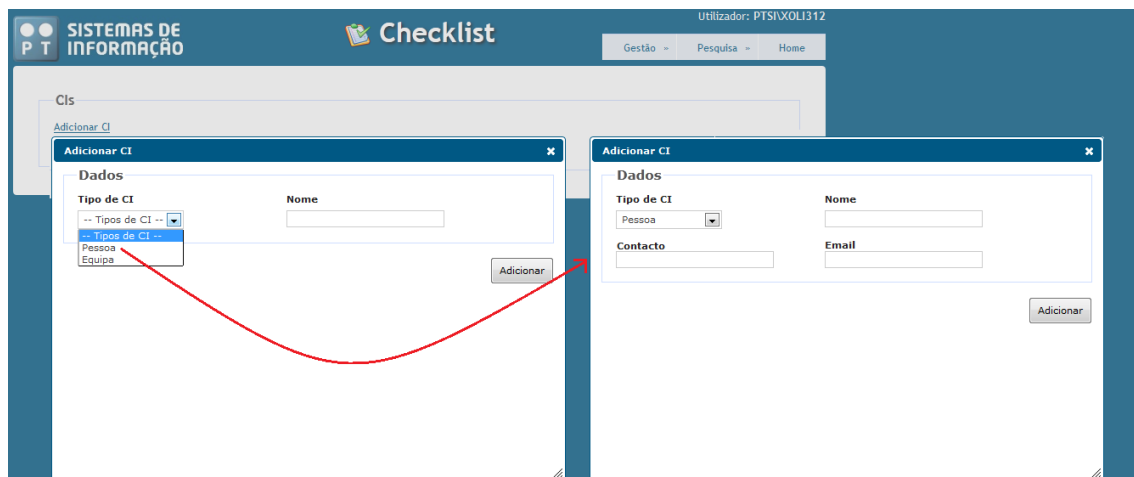 Utilizador: PTSI\XOLI312
PT SISTEMAS DE INFORMAÇÃO
Checklist
Gestão » Pesquisa » Home
CIs
Adicionar CI
Adicionar CI x
Dados
Tipo de CI Nome
-- Tipos de CI --
-- Tipos de CI --
Pessoa
Equipa
Adicionar
Adicionar CI x
Dados
Tipo de CI Nome
Pessoa
Contacto Email
Adicionar